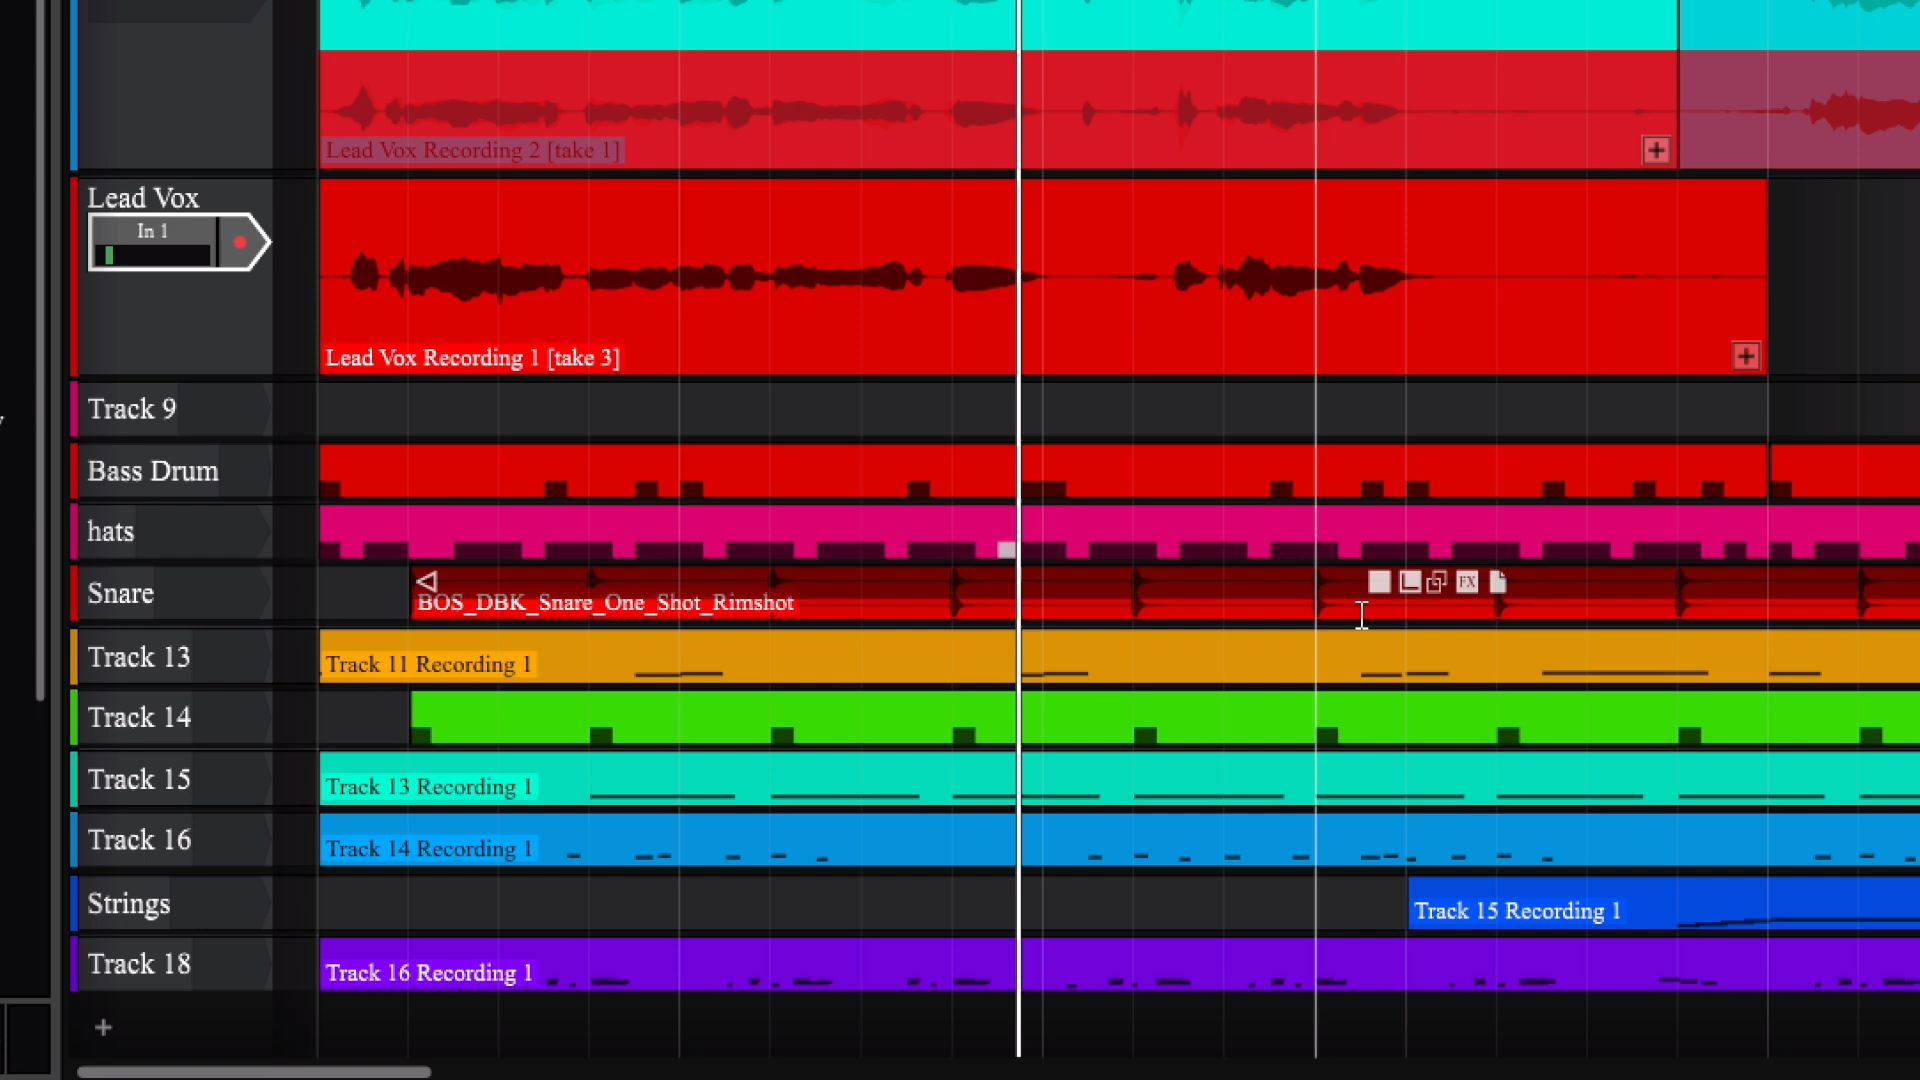 Lead Vox Recording 2 [take 1]
Lead Vox
In 1
Lead Vox Recording 1 [take 3]
Track 9
Bass Drum
hats
Snare
FX
BOS_DBK_Snare_One_Shot_Rimshot
Track 13
Track 11 Recording 1
Track 14
Track 15
Track 13 Recording 1
Track 16
Track 14 Recording 1
Strings
Track 15 Recording 1
Track 18
Track 16 Recording 1